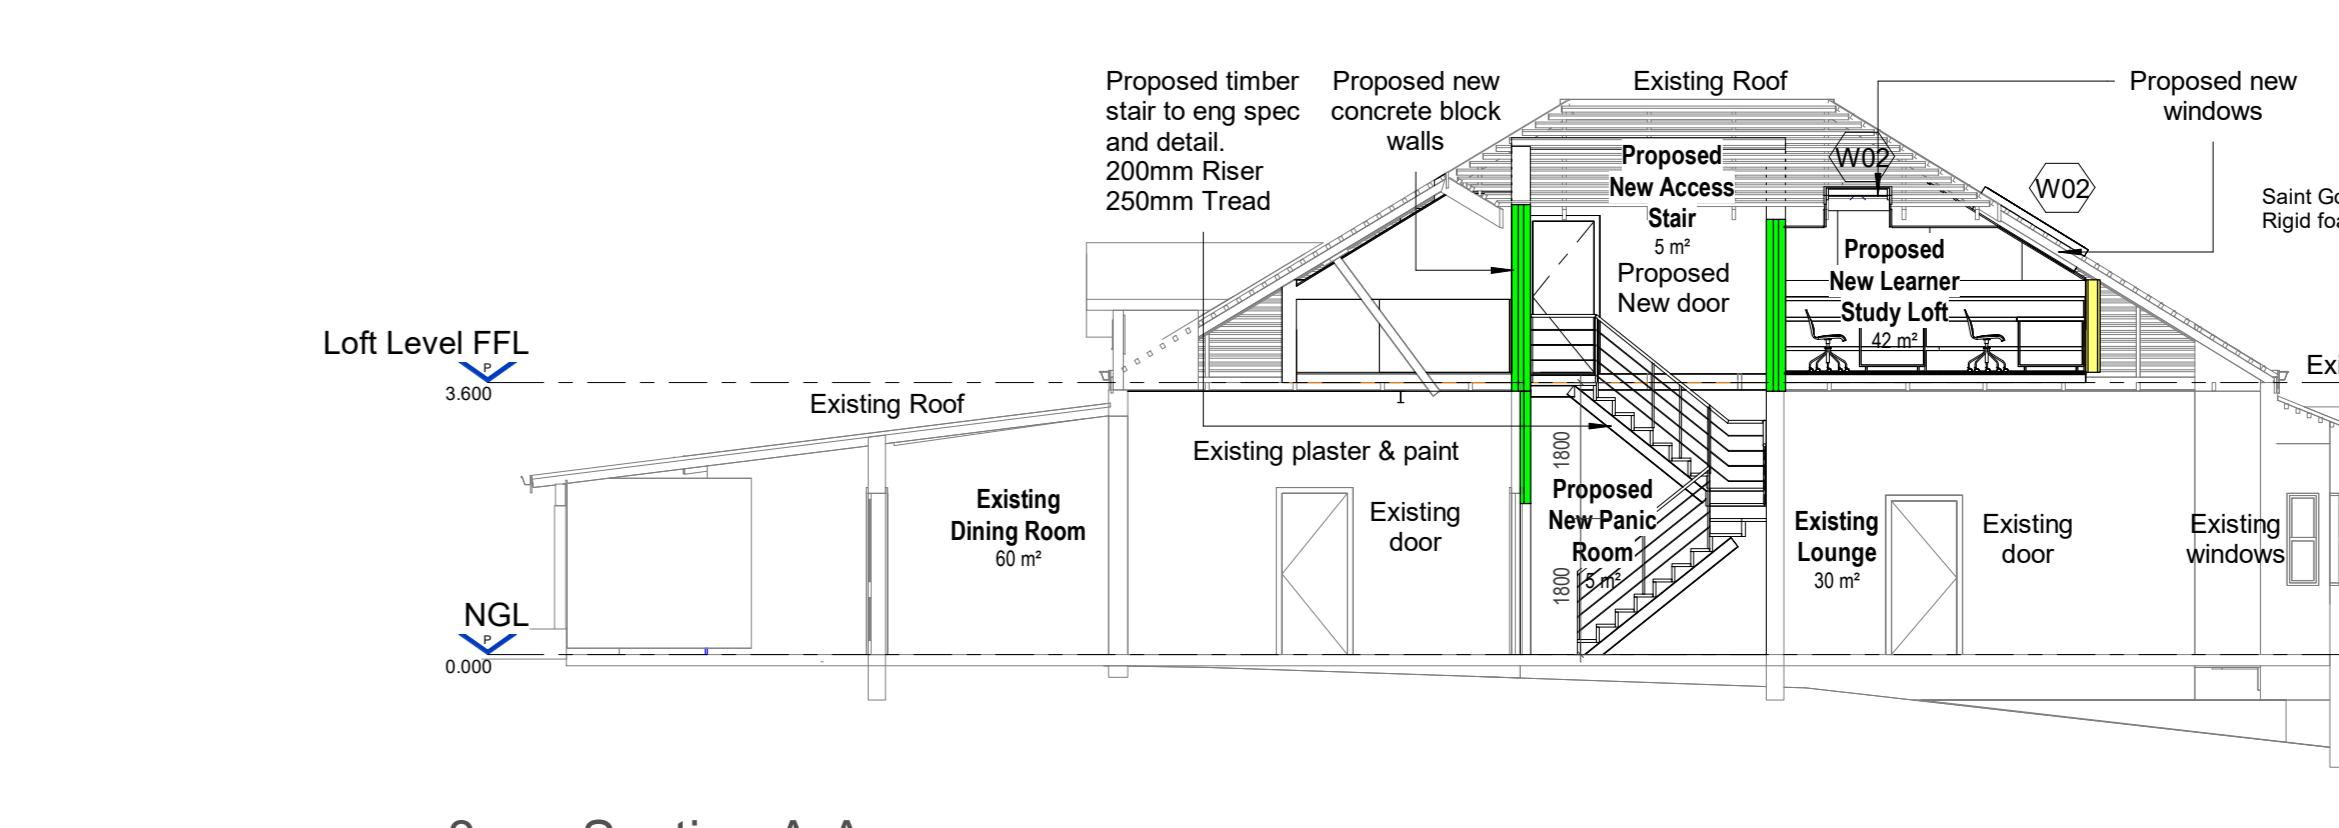 Proposed timber
stair to eng spec
and detail.
200mm Riser
250mm Tread
Proposed new
concrete block
walls
Existing Roof
Proposed new
windows
W02
W02
Proposed
New Access
Stair
5 m²
Proposed
New door
Proposed
New Learner
Study Loft
42 m²
Saint
Rigid
Loft Level FFL
P
3.600
Existing Roof
Existing plaster & paint
1800
Existing
Dining Room
60 m²
Existing
door
Proposed
New Panic
Room
5 m²
1800
Existing
Lounge
30 m²
Existing
door
Existing
windows
NGL
P
0.000